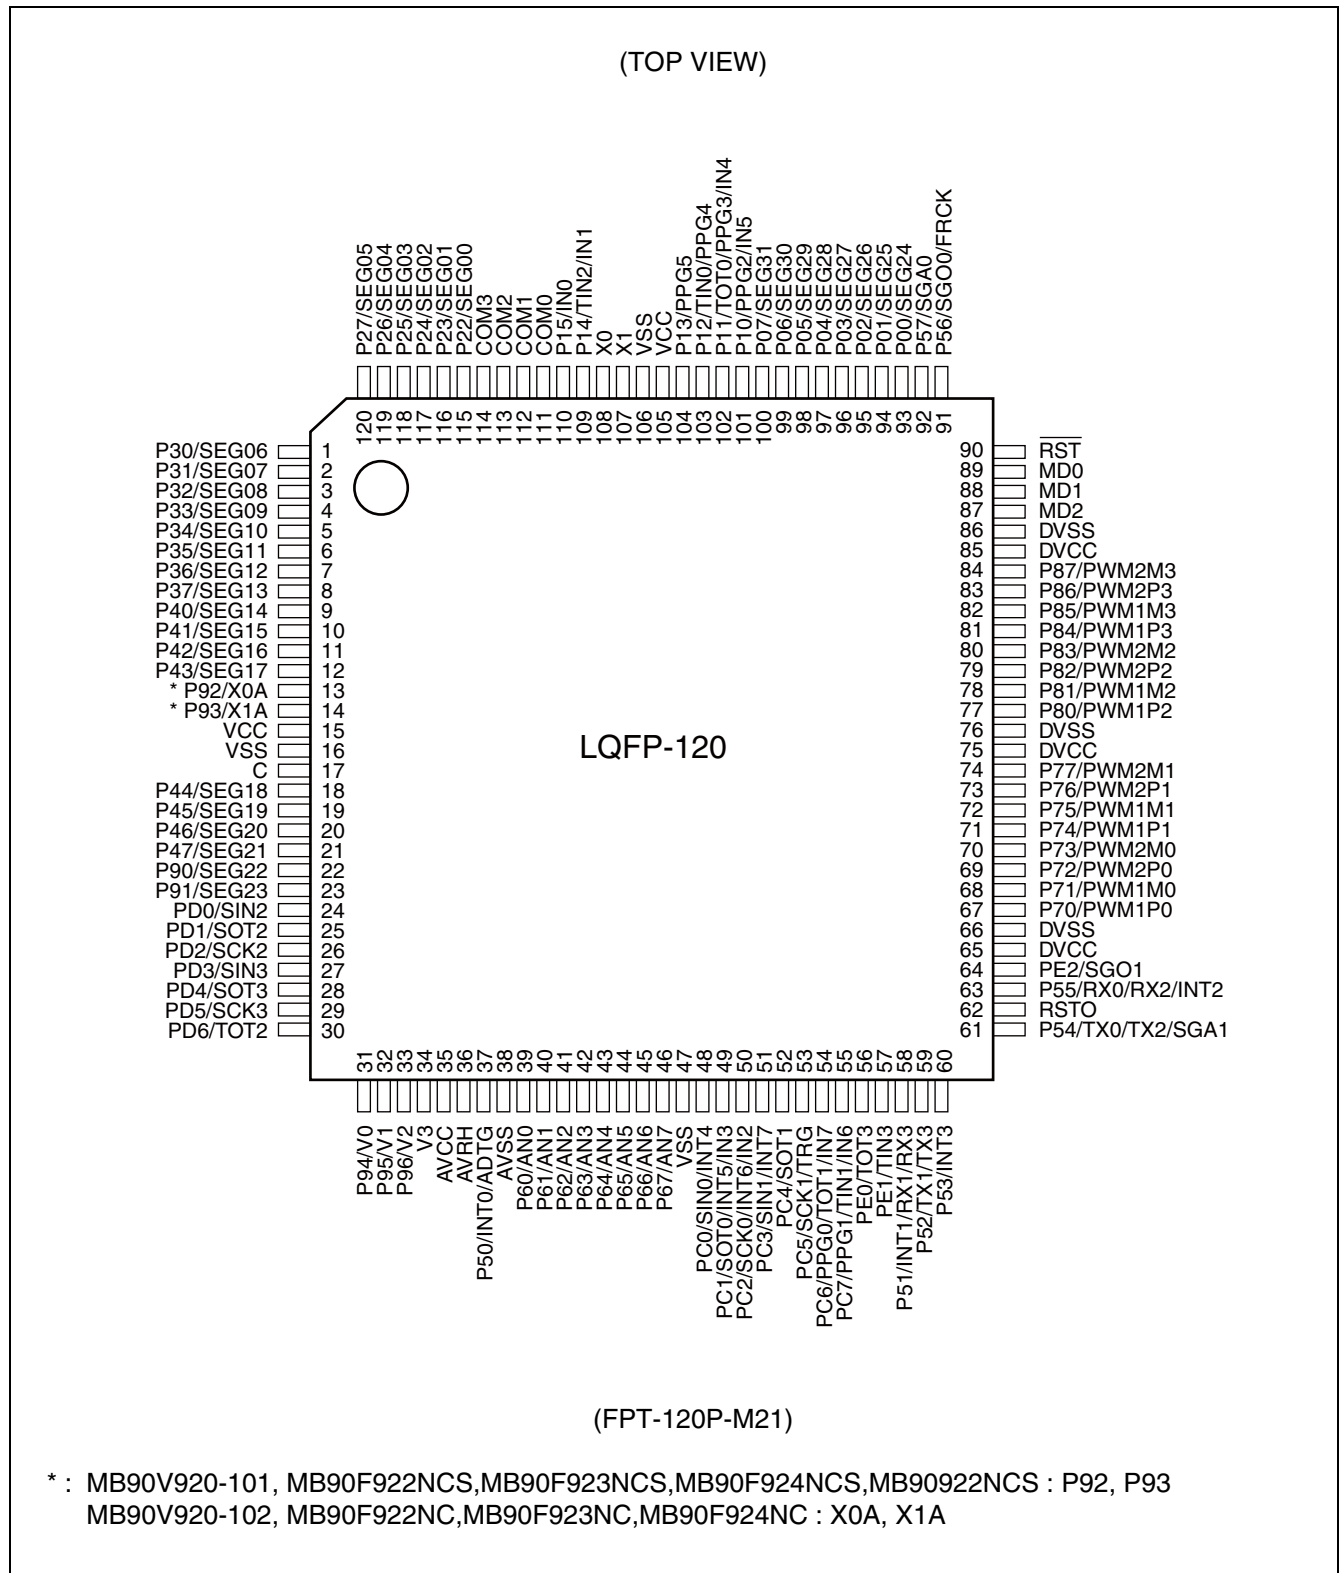 (TOP VIEW)
P27/SEG05
P26/SEG04
P25/SEG03
P24/SEG02
P23/SEG01
P22/SEG00
COM3
COM2
COM1
COM0
P15/IN0
P14/TIN2/IN1
X0
X1
VSS
VCC
P13/PPG5
P12/TIN0/PPG4
P11/TOT0/PPG3/IN4
P10/PPG2/IN5
P07/SEG31
P06/SEG30
P05/SEG29
P04/SEG28
P03/SEG27
P02/SEG26
P01/SEG25
P00/SEG24
P57/SGA0
P56/SGO0/FRCK
120
119
118
117
116
115
114
113
112
111
110
109
108
107
106
105
104
103
102
101
100
99
98
97
96
95
94
93
92
91
P30/SEG06 1
P31/SEG07 2
P32/SEG08 3
P33/SEG09 4
P34/SEG10 5
P35/SEG11 6
P36/SEG12 7
P37/SEG13 8
P40/SEG14 9
P41/SEG15 10
P42/SEG16 11
P43/SEG17 12
* P92/X0A 13
* P93/X1A 14
VCC 15
VSS 16
C 17
P44/SEG18 18
P45/SEG19 19
P46/SEG20 20
P47/SEG21 21
P90/SEG22 22
P91/SEG23 23
PD0/SIN2 24
PD1/SOT2 25
PD2/SCK2 26
PD3/SIN3 27
PD4/SOT3 28
PD5/SCK3 29
PD6/TOT2 30
LQFP-120
90 RST
89 MD0
88 MD1
87 MD2
86 DVSS
85 DVCC
84 P87/PWM2M3
83 P86/PWM2P3
82 P85/PWM1M3
81 P84/PWM1P3
80 P83/PWM2M2
79 P82/PWM2P2
78 P81/PWM1M2
77 P80/PWM1P2
76 DVSS
75 DVCC
74 P77/PWM2M1
73 P76/PWM2P1
72 P75/PWM1M1
71 P74/PWM1P1
70 P73/PWM2M0
69 P72/PWM2P0
68 P71/PWM1M0
67 P70/PWM1P0
66 DVSS
65 DVCC
64 PE2/SGO1
63 P55/RX0/RX2/INT2
62 RSTO
61 P54/TX0/TX2/SGA1
31
32
33
34
35
36
37
38
39
40
41
42
43
44
45
46
47
48
49
50
51
52
53
54
55
56
57
58
59
60
P94/V0
P95/V1
P96/V2
V3
AVCC
AVRH
P50/INT0/ADTG
AVSS
P60/AN0
P61/AN1
P62/AN2
P63/AN3
P64/AN4
P65/AN5
P66/AN6
P67/AN7
VSS
PC0/SIN0/INT4
PC1/SOT0/INT5/IN3
PC2/SCK0/INT6/IN2
PC3/SIN1/INT7
PC4/SOT1
PC5/SCK1/TRG
PC6/PPG0/TOT1/IN7
PC7/PPG1/TIN1/IN6
PE0/TOT3
PE1/TIN3
P51/INT1/RX1/RX3
P52/TX1/TX3
P53/INT3
(FPT-120P-M21)
* : MB90V920-101, MB90F922NCS,MB90F923NCS,MB90F924NCS,MB90922NCS : P92, P93
MB90V920-102, MB90F922NC,MB90F923NC,MB90F924NC : X0A, X1A